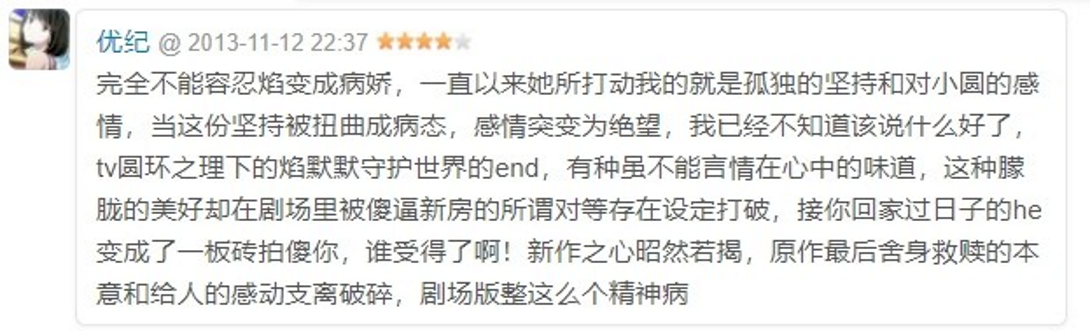 优纪 @ 2013-11-12 22:37
完全不能容忍焰变成病娇，一直以来她所打动我的就是孤独的坚持和对小圆的感
情，当这份坚持被扭曲成病态，感情突变为绝望，我已经不知道该说什么好了，
tv圆环之理下的焰默默守护世界的end，有种虽不能言情在心中的味道，这种朦
胧的美好却在剧场里被傻逼新房的所谓对等存在设定打破，接你回家过日子的he
变成了一板砖拍傻你，谁受得了啊！新作之心昭然若揭，原作最后舍身救赎的本
意和给人的感动支离破碎，剧场版整这么个精神病